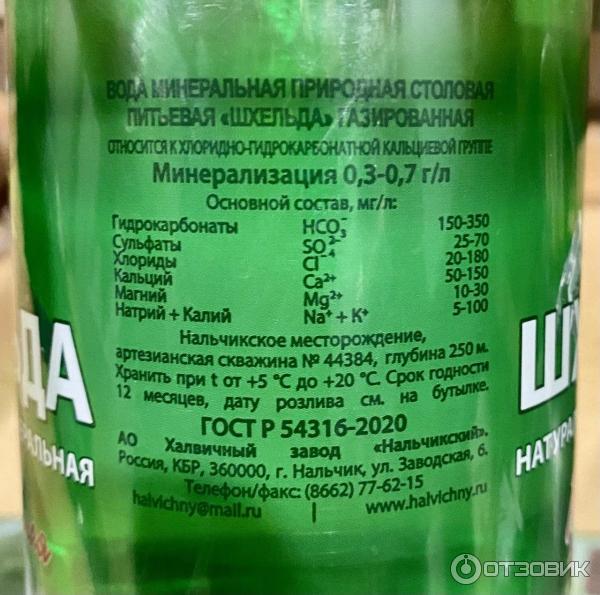 ВОДА МИНЕРАЛЬНАЯ ПРИРОДНАЯ СТОЛОВАЯ
ПИТЬЕВАЯ «ШХЕЛЬДА» ГАЗИРОВАННАЯ
ОТНОСИТСЯ К ХЛОРИДНО-ГИДРОКАРБОНАТНОЙ КАЛЬЦИЕВОЙ ГРУППЕ
Минерализация 0,3-0,7 г/л
Основной состав, мг/л:
Гидрокарбонаты HCO₃⁻ 150-350
Сульфаты SO₄²⁻ 25-70
Хлориды Cl⁻ 20-180
Кальций Ca²⁺ 50-150
Магний Mg²⁺ 10-30
Натрий + Калий Na⁺ + K⁺ 5-100
Нальчикское месторождение,
артезианская скважина № 44384, глубина 250 м.
Хранить при t от +5 °C до +20 °C. Срок годности
12 месяцев, дату розлива см. на бутылке.
ГОСТ Р 54316-2020
АО Халвичный завод «Нальчикский».
Россия, КБР, 360000, г. Нальчик, ул. Заводская, 6.
Телефон/факс: (8662) 77-62-15
halvichny@mail.ru | www.halvichny.ru
ДА
РАЛЬНАЯ
ШХ
НАТУРА
ОТЗОВИК